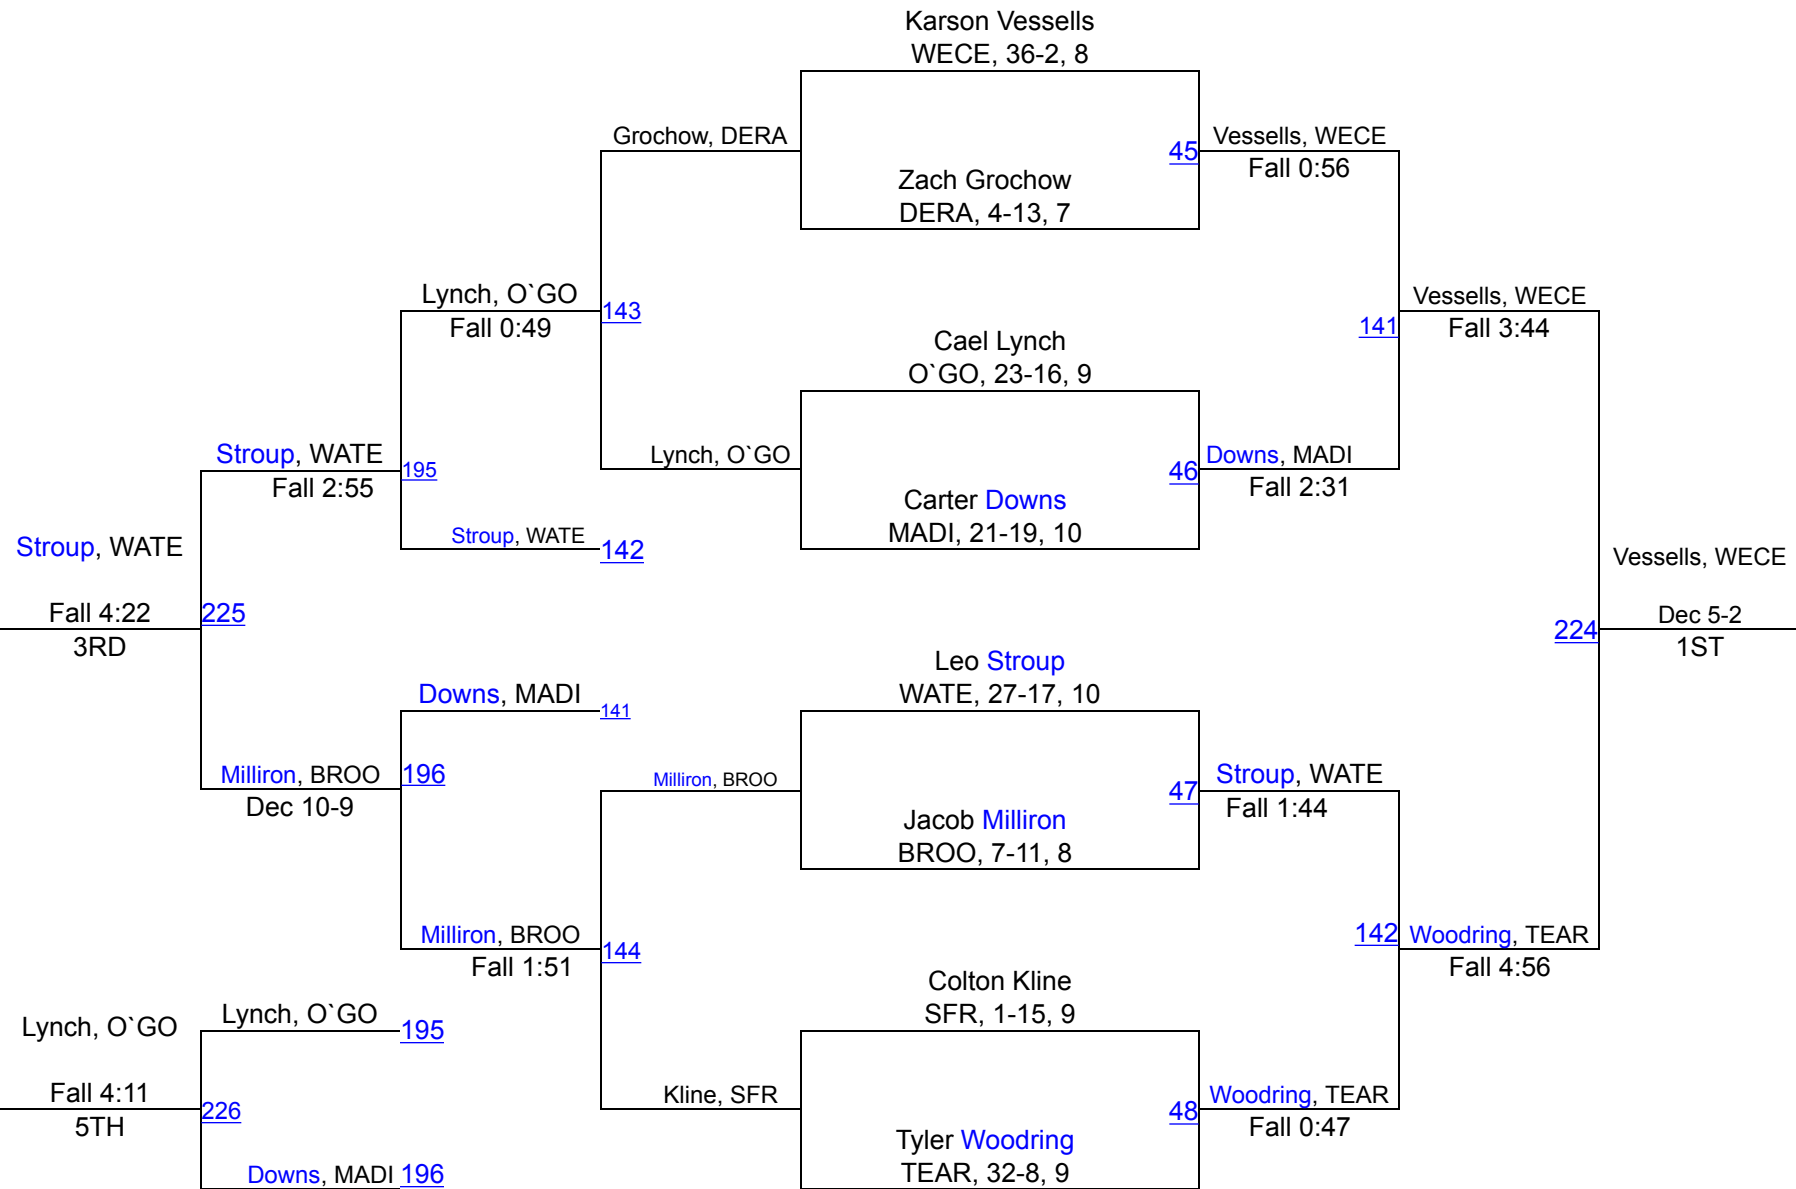 Karson Vessells
WECE, 36-2, 8
Grochow, DERA
45
Vessells, WECE
Fall 0:56
Zach Grochow
DERA, 4-13, 7
Lynch, O`GO
Fall 0:49
143
Vessells, WECE
Fall 3:44
141
Cael Lynch
O`GO, 23-16, 9
Stroup, WATE
Fall 2:55
195
Lynch, O`GO
46
Downs, MADI
Fall 2:31
Carter Downs
MADI, 21-19, 10
Stroup, WATE
142
Stroup, WATE
Fall 4:22
3RD
225
Vessells, WECE
Dec 5-2
1ST
224
Leo Stroup
WATE, 27-17, 10
Downs, MADI
141
Milliron, BROO
Dec 10-9
196
Milliron, BROO
47
Stroup, WATE
Fall 1:44
Jacob Milliron
BROO, 7-11, 8
Milliron, BROO
Fall 1:51
144
142
Woodring, TEAR
Fall 4:56
Colton Kline
SFR, 1-15, 9
Lynch, O`GO
Lynch, O`GO
195
Fall 4:11
5TH
226
Kline, SFR
48
Woodring, TEAR
Fall 0:47
Tyler Woodring
TEAR, 32-8, 9
Downs, MADI
196